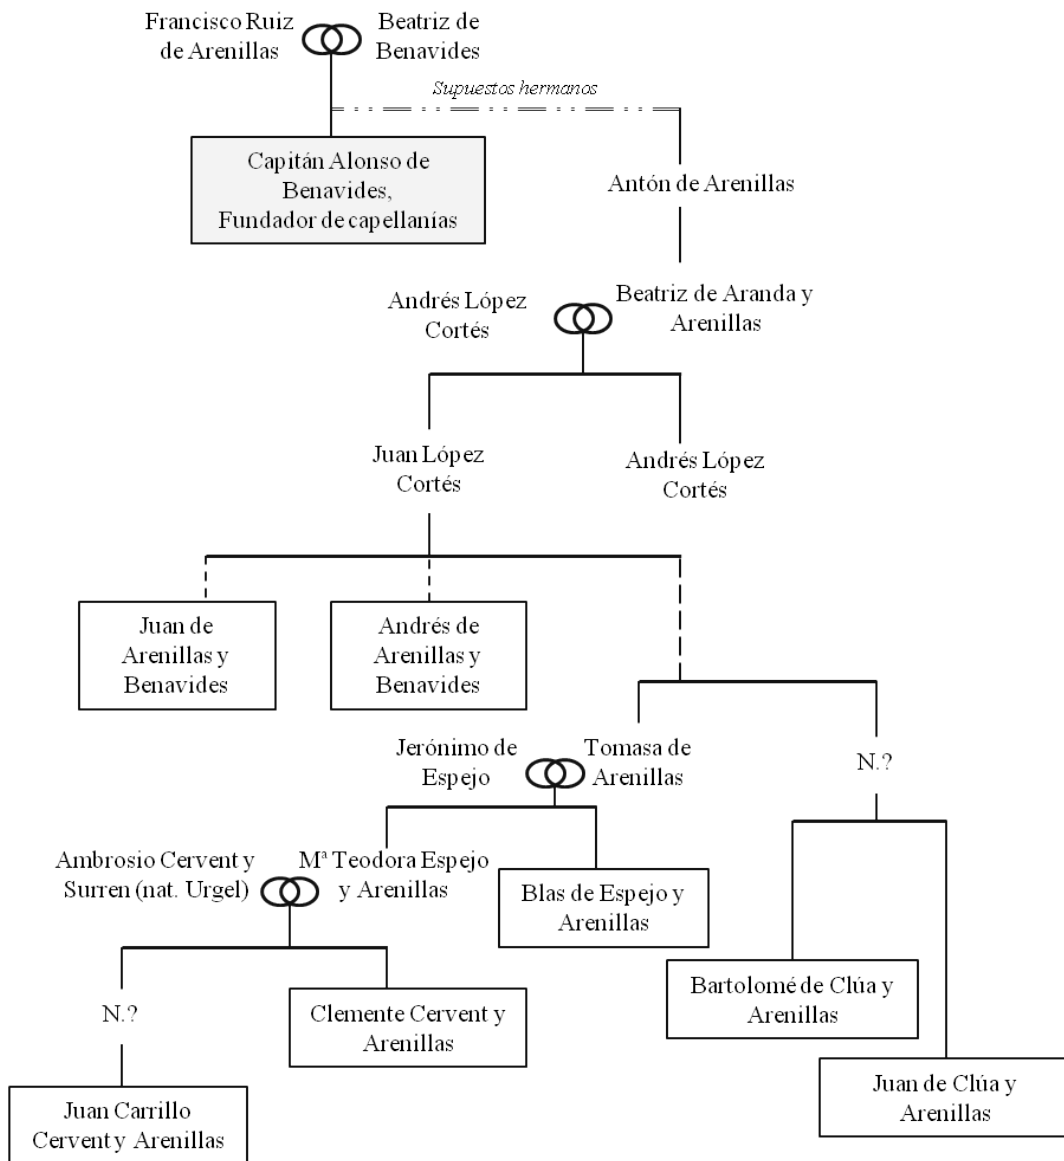 Francisco Ruiz
de Arenillas
Beatriz de
Benavides
Supuestos hermanos
Capitán Alonso de
Benavides,
Fundador de capellanías
Antón de Arenillas
Andrés López
Cortés
Beatriz de Aranda y
Arenillas
Juan López
Cortés
Andrés López
Cortés
Juan de
Arenillas y
Benavides
Andrés de
Arenillas y
Benavides
Jerónimo de
Espejo
Tomasa de
Arenillas
N.?
Ambrosio Cervent y
Surren (nat. Urgel)
Mª Teodora Espejo
y Arenillas
Blas de Espejo y
Arenillas
Bartolomé de Clúa y
Arenillas
N.?
Clemente Cervent y
Arenillas
Juan de Clúa y
Arenillas
Juan Carrillo
Cervent y Arenillas